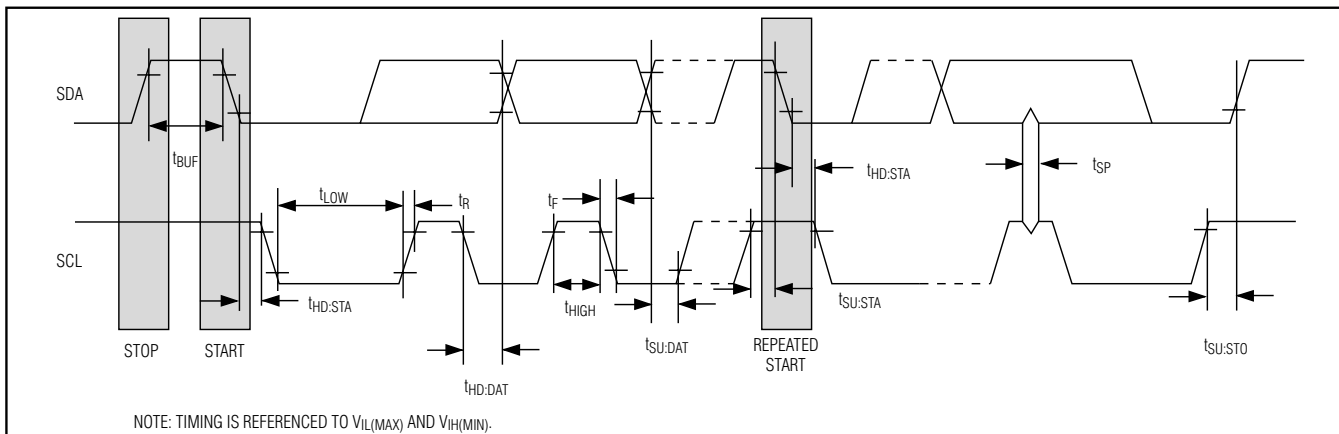 SDA
tBUF
tLOW
tR
tF
tHD:STA
tSP
SCL
tHD:STA
tHIGH
tSU:STA
tSU:DAT
tSU:STO
STOP
START
REPEATED
START
tHD:DAT
NOTE: TIMING IS REFERENCED TO VIL(MAX) AND VIH(MIN).